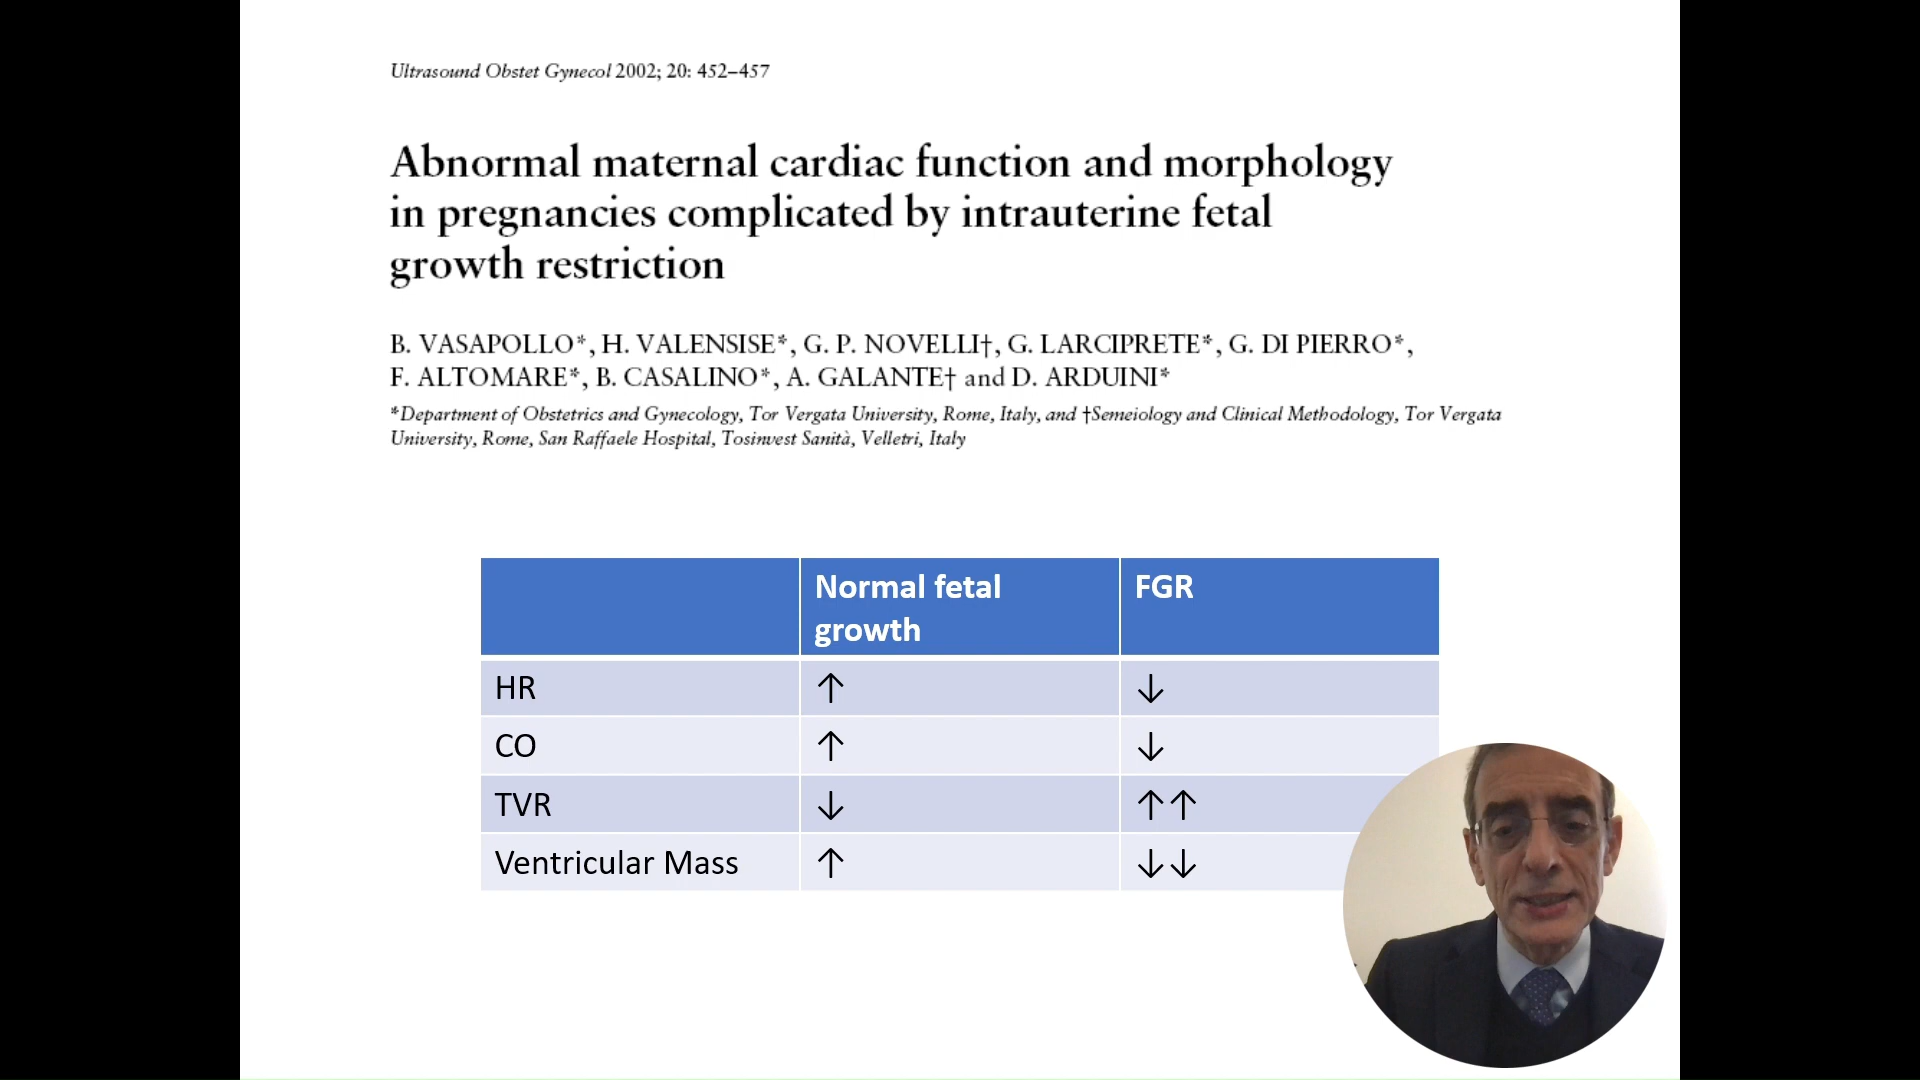 Ultrasound Obstet Gynecol 2002; 20: 452–457
Abnormal maternal cardiac function and morphology
in pregnancies complicated by intrauterine fetal
growth restriction
B. VASAPOLLO*, H. VALENSISE*, G. P. NOVELLI†, G. LARCIPRETE*, G. DI PIERRO*,
F. ALTOMARE*, B. CASALINO*, A. GALANTE† and D. ARDUINI*
*Department of Obstetrics and Gynecology, Tor Vergata University, Rome, Italy, and †Semeiology and Clinical Methodology, Tor Vergata
University, Rome, San Raffaele Hospital, Tosinvest Sanità, Velletri, Italy
Normal fetal growth FGR
HR ↑ ↓
CO ↑ ↓
TVR ↓ ↑↑
Ventricular Mass ↑ ↓↓